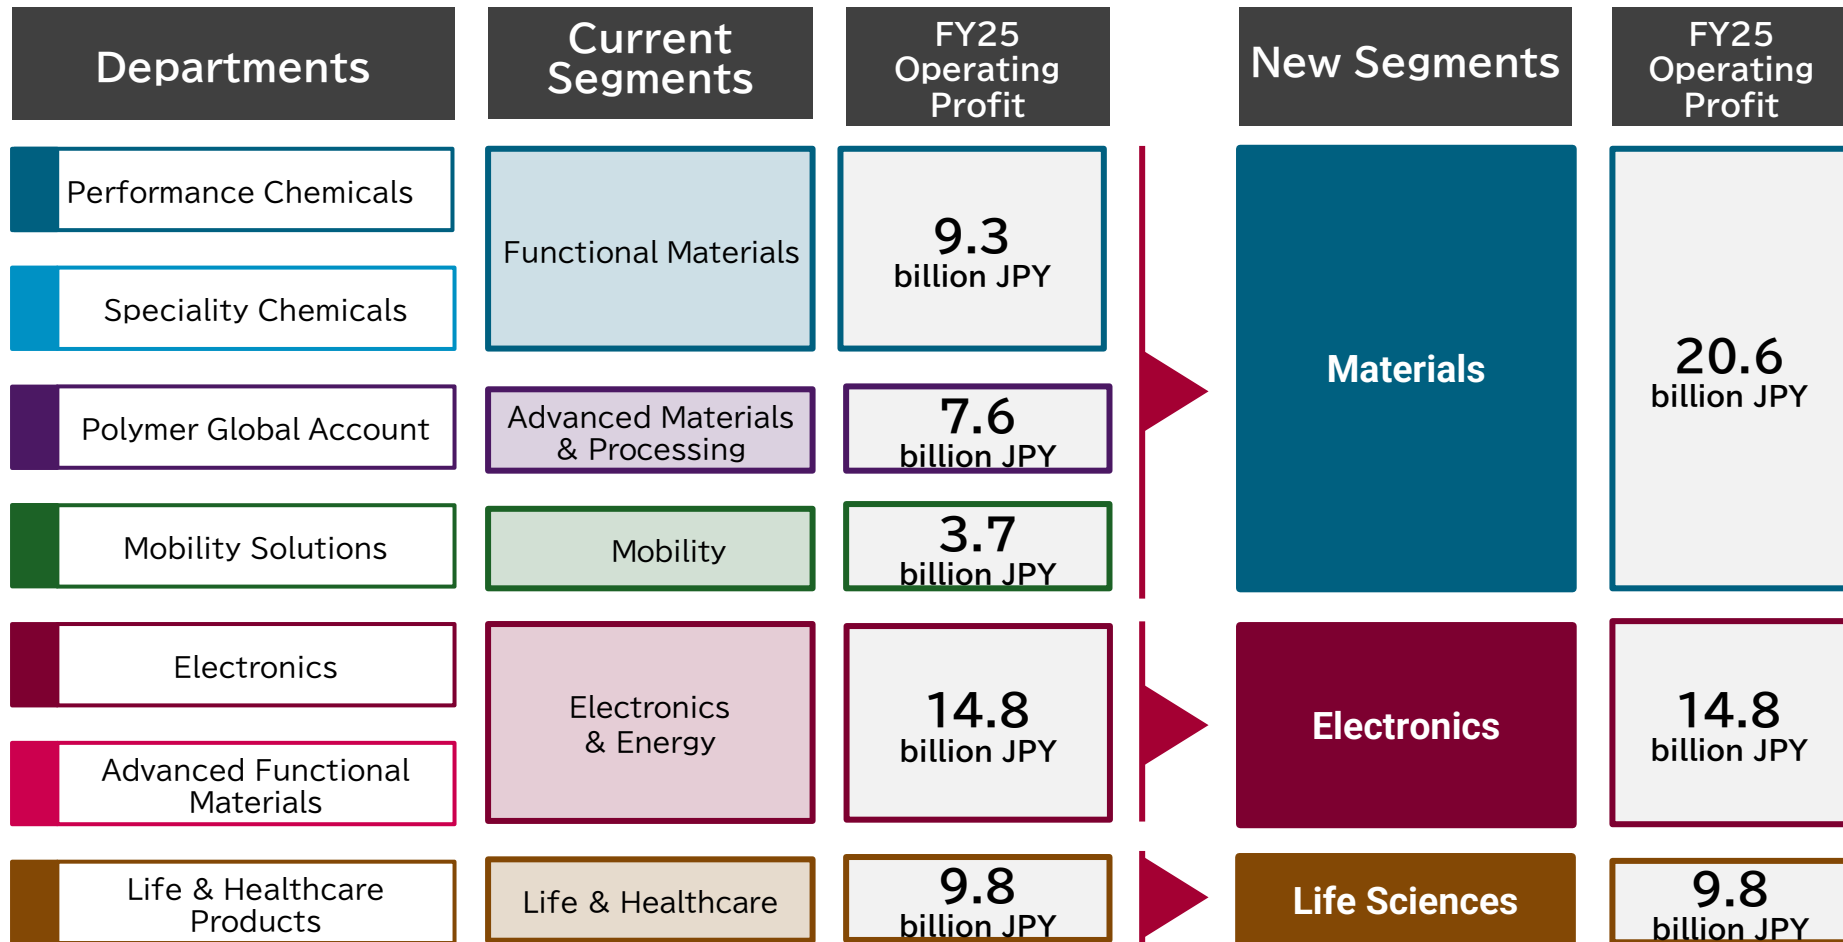 Departments
Current
Segments
FY25
Operating
Profit
New Segments
FY25
Operating
Profit
Performance Chemicals
Speciality Chemicals
Functional Materials
9.3
billion JPY
Polymer Global Account
Advanced Materials
& Processing
7.6
billion JPY
Mobility Solutions
Mobility
3.7
billion JPY
Materials
20.6
billion JPY
Electronics
Advanced Functional
Materials
Electronics
& Energy
14.8
billion JPY
Electronics
14.8
billion JPY
Life & Healthcare
Products
Life & Healthcare
9.8
billion JPY
Life Sciences
9.8
billion JPY